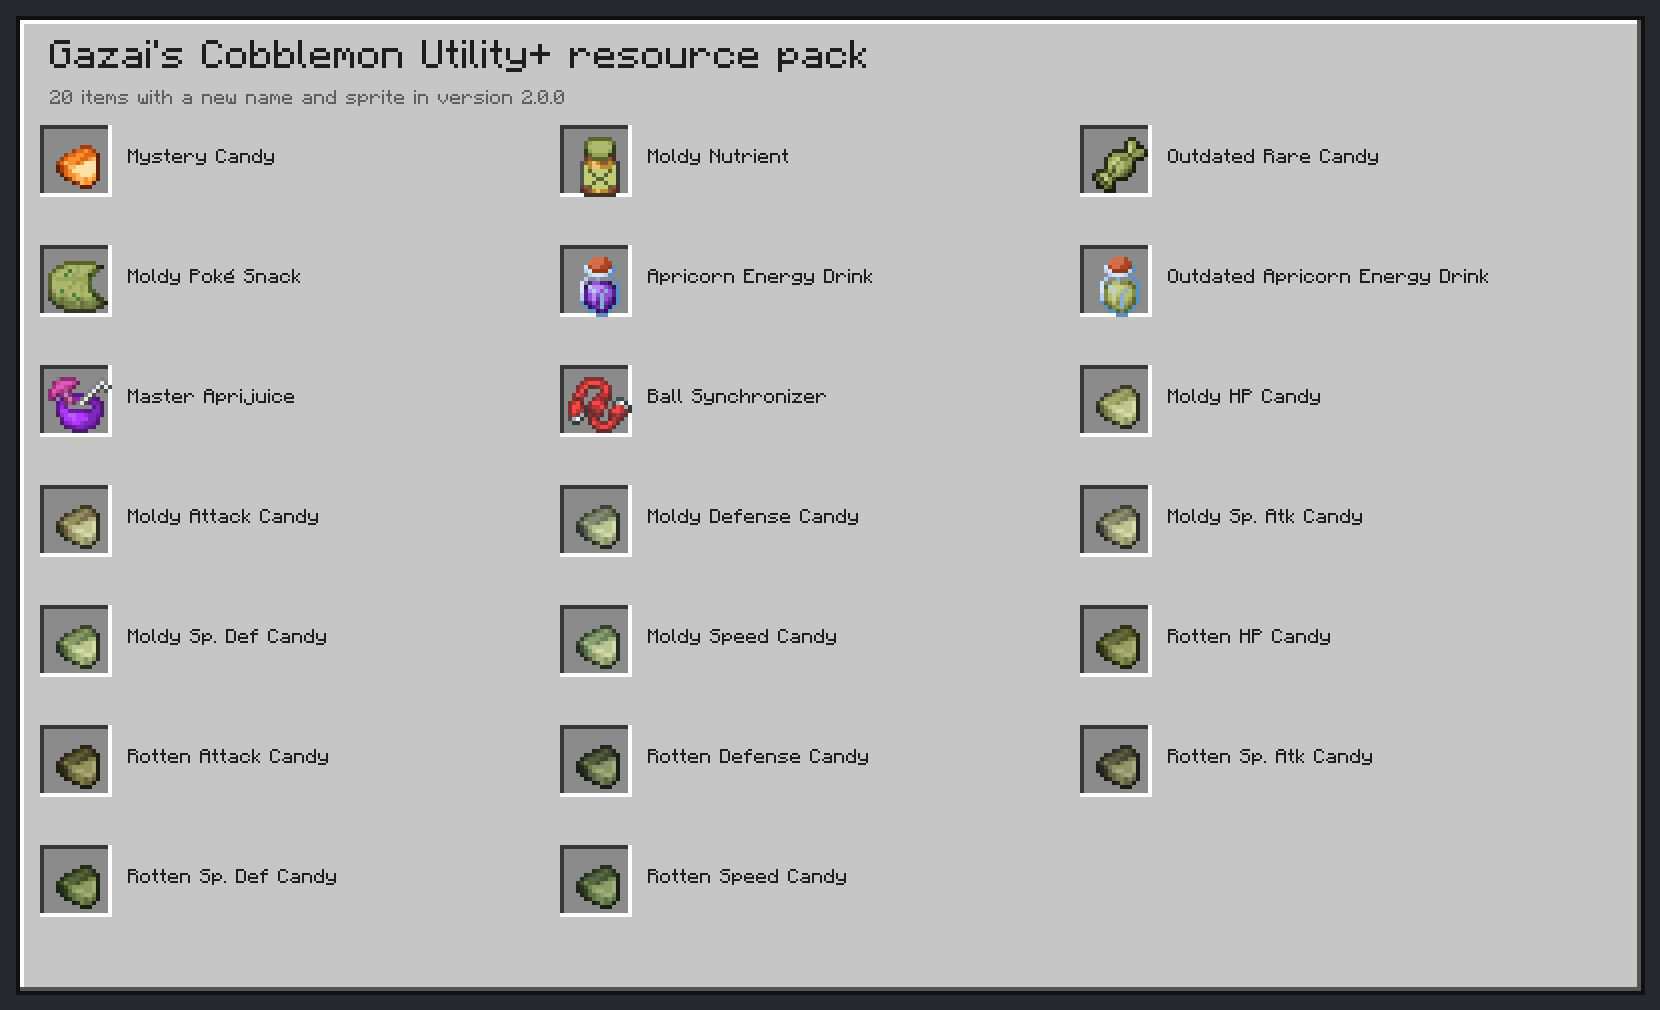 Gazai's Cobblemon Utility+ resource pack
20 items with a new name and sprite in version 2.0.0
Mystery Candy
Moldy Nutrient
Outdated Rare Candy
Moldy Poké Snack
Apricorn Energy Drink
Outdated Apricorn Energy Drink
Master Aprijuice
Ball Synchronizer
Moldy HP Candy
Moldy Attack Candy
Moldy Defense Candy
Moldy Sp. Atk Candy
Moldy Sp. Def Candy
Moldy Speed Candy
Rotten HP Candy
Rotten Attack Candy
Rotten Defense Candy
Rotten Sp. Atk Candy
Rotten Sp. Def Candy
Rotten Speed Candy